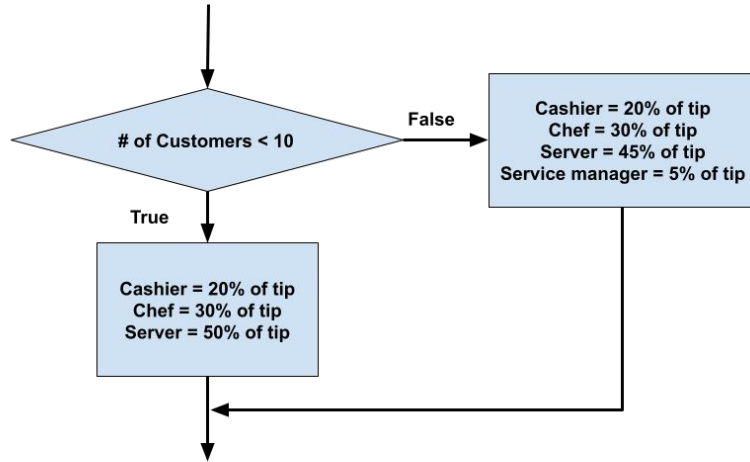 # of Customers < 10
False
Cashier = 20% of tip
Chef = 30% of tip
Server = 45% of tip
Service manager = 5% of tip
True
Cashier = 20% of tip
Chef = 30% of tip
Server = 50% of tip